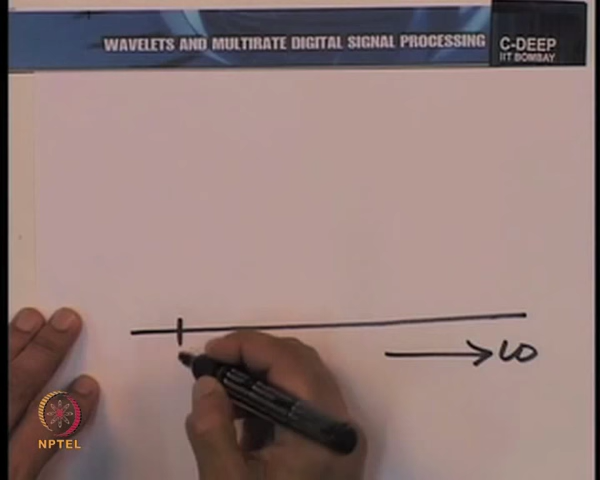 WAVELETS AND MULTIRATE DIGITAL SIGNAL PROCESSING
C-DEEP
IIT BOMBAY
ω
NPTEL